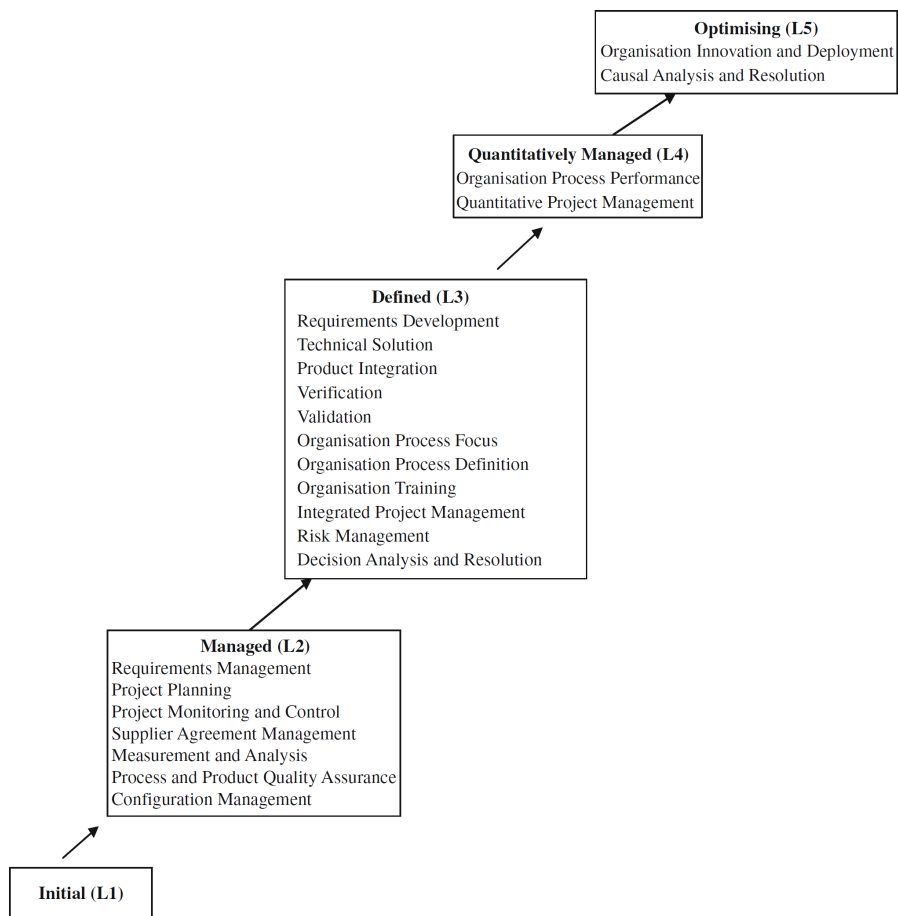 Optimising (L5)
Organisation Innovation and Deployment
Causal Analysis and Resolution
Quantitatively Managed (L4)
Organisation Process Performance
Quantitative Project Management
Defined (L3)
Requirements Development
Technical Solution
Product Integration
Verification
Validation
Organisation Process Focus
Organisation Process Definition
Organisation Training
Integrated Project Management
Risk Management
Decision Analysis and Resolution
Managed (L2)
Requirements Management
Project Planning
Project Monitoring and Control
Supplier Agreement Management
Measurement and Analysis
Process and Product Quality Assurance
Configuration Management
Initial (L1)